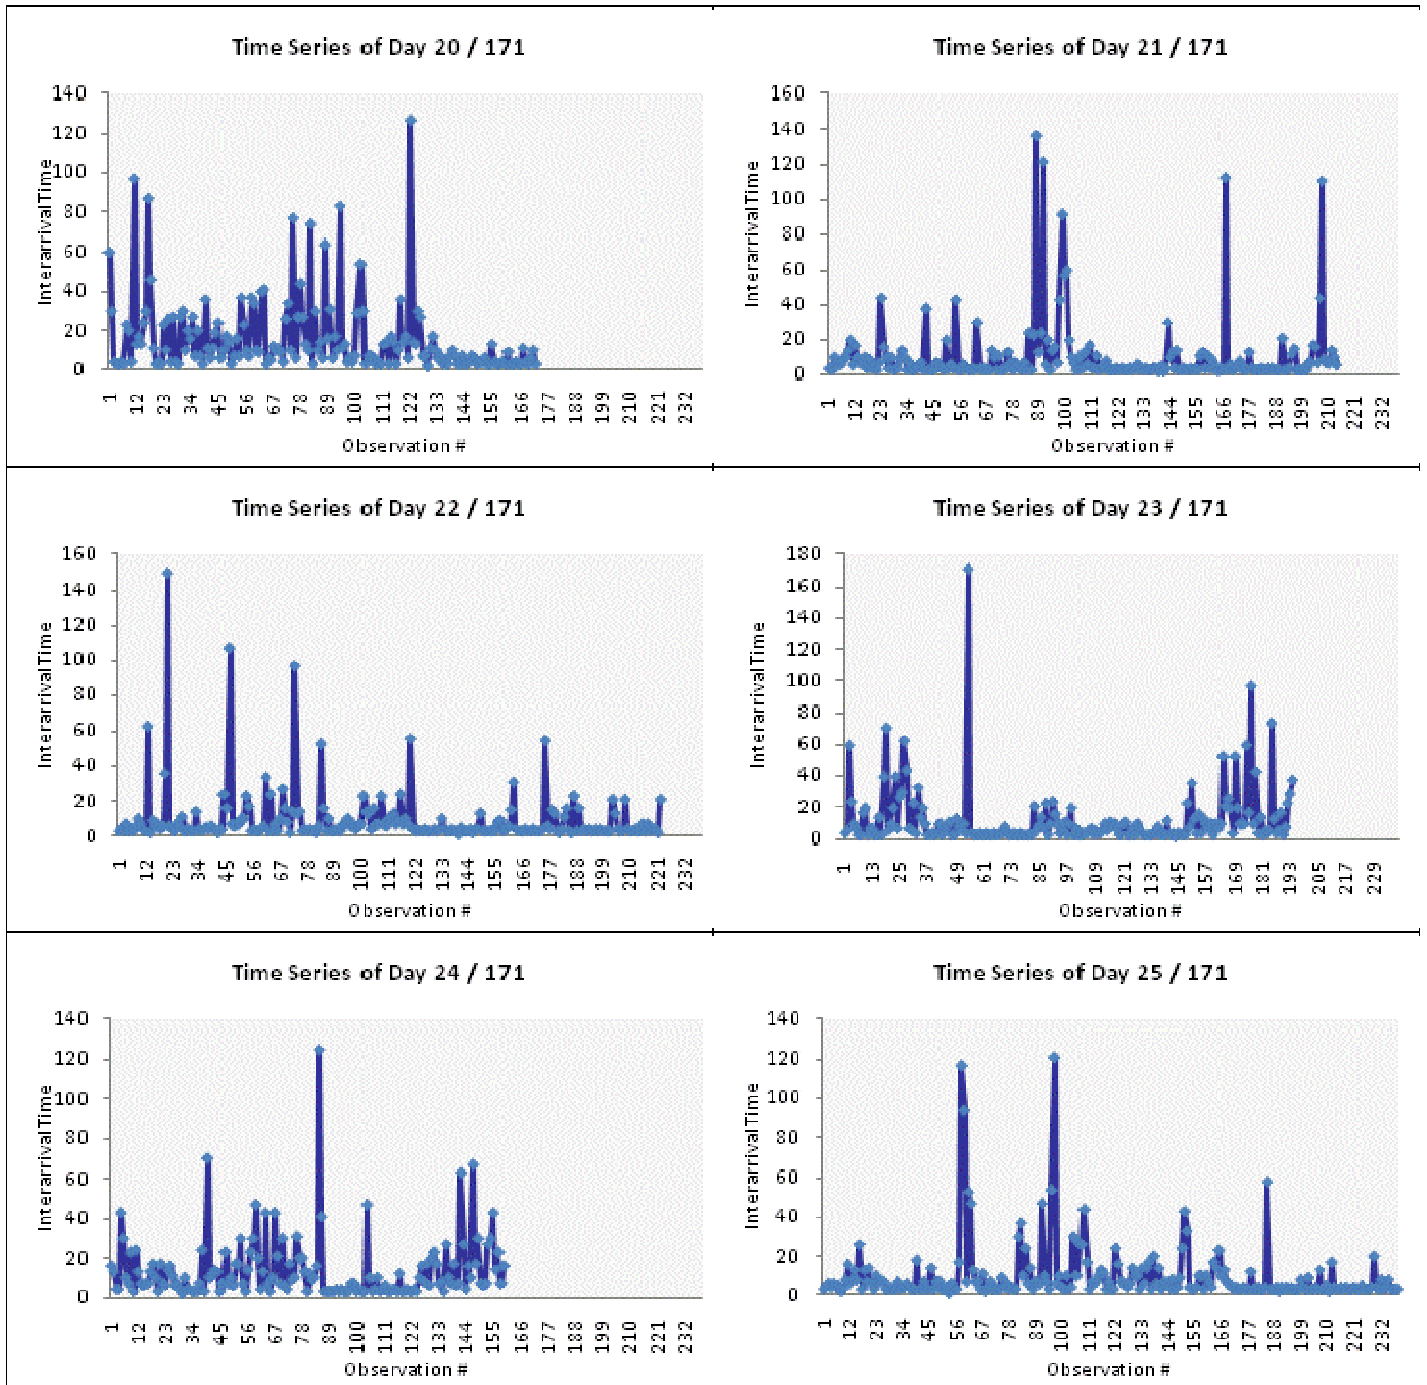 Time Series of Day 20 / 171
InterarrivalTime
140
120
100
80
60
40
20
0
1 12 23 34 45 56 67 78 89 100 111 122 133 144 155 166 177 188 199 210 221 232
Observation #
Time Series of Day 21 / 171
InterarrivalTime
160
140
120
100
80
60
40
20
0
1 12 23 34 45 56 67 78 89 100 111 122 133 144 155 166 177 188 199 210 221 232
Observation #
Time Series of Day 22 / 171
InterarrivalTime
160
140
120
100
80
60
40
20
0
1 12 23 34 45 56 67 78 89 100 111 122 133 144 155 166 177 188 199 210 221 232
Observation #
Time Series of Day 23 / 171
InterarrivalTime
180
160
140
120
100
80
60
40
20
0
1 13 25 37 49 61 73 85 97 109 121 133 145 157 169 181 193 205 217 229
Observation #
Time Series of Day 24 / 171
InterarrivalTime
140
120
100
80
60
40
20
0
1 12 23 34 45 56 67 78 89 100 111 122 133 144 155 166 177 188 199 210 221 232
Observation #
Time Series of Day 25 / 171
InterarrivalTime
140
120
100
80
60
40
20
0
1 12 23 34 45 56 67 78 89 100 111 122 133 144 155 166 177 188 199 210 221 232
Observation #